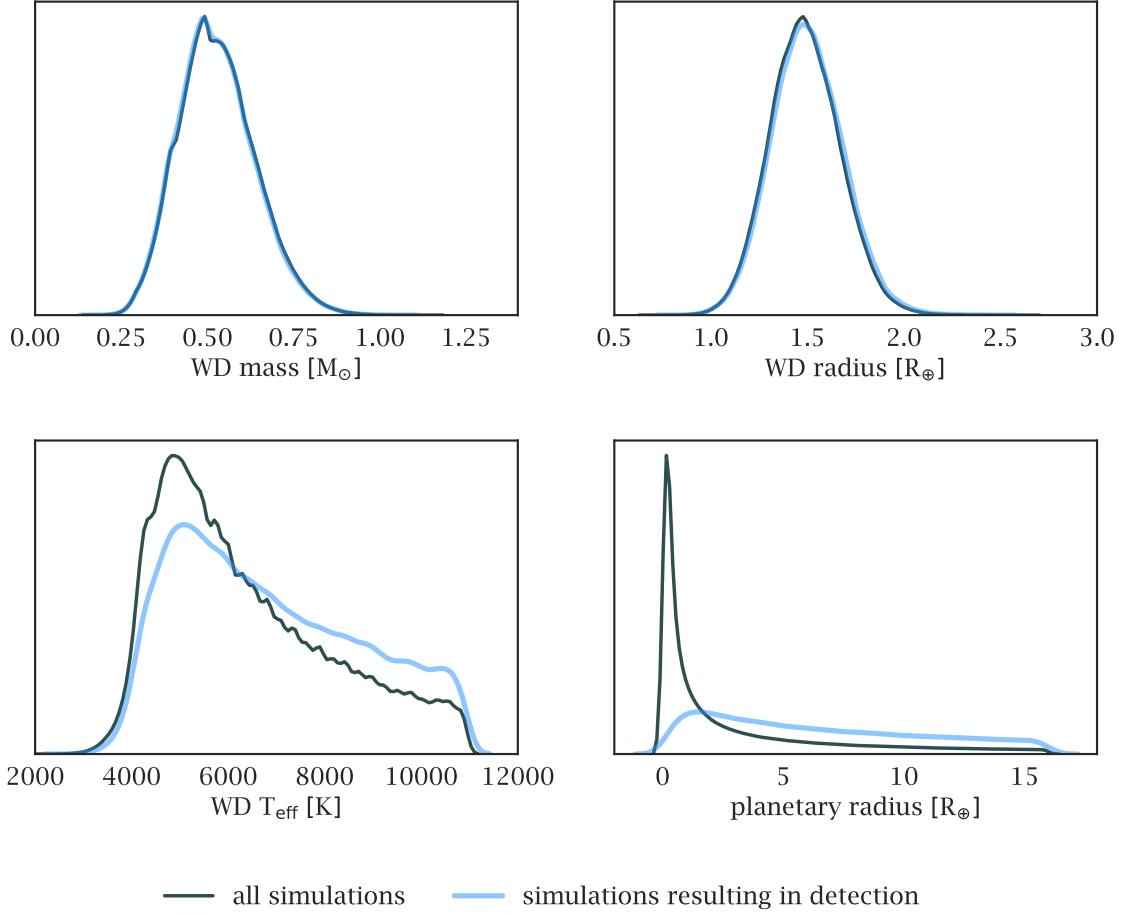 0.00 0.25 0.50 0.75 1.00 1.25
WD mass [M⊙]
0.5 1.0 1.5 2.0 2.5 3.0
WD radius [R⊕]
2000 4000 6000 8000 10000 12000
WD Teff [K]
0 5 10 15
planetary radius [R⊕]
all simulations
simulations resulting in detection